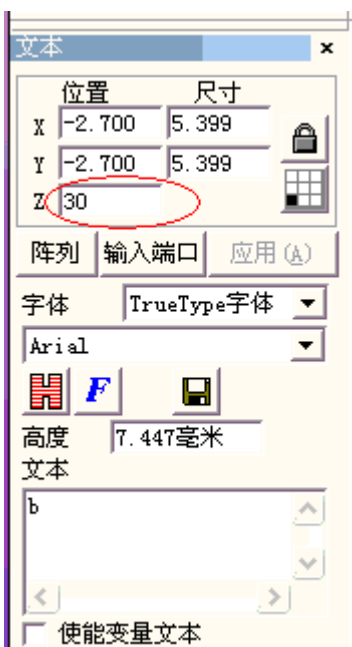 文本
位置 尺寸
X -2.700 5.399
Y -2.700 5.399
Z 30
阵列 输入端口 应用(A)
字体 TrueType字体
Arial
F
高度 7.447毫米
文本
b
使能变量文本